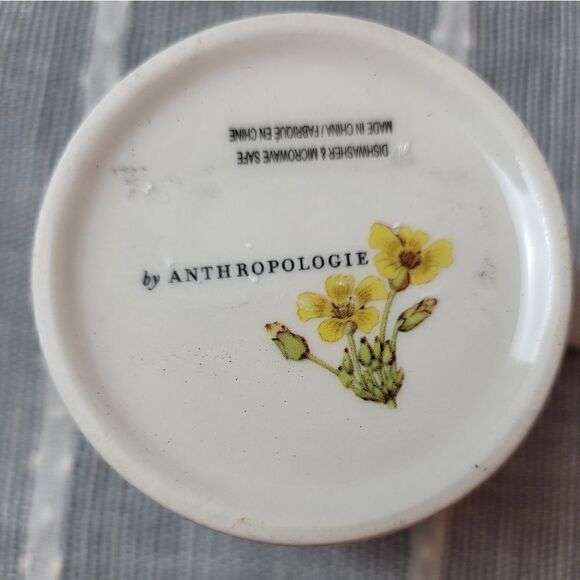 DISHWASHER & MICROWAVE SAFE
MADE IN CHINA / FABRIQUÉ EN CHINE
by ANTHROPOLOGIE